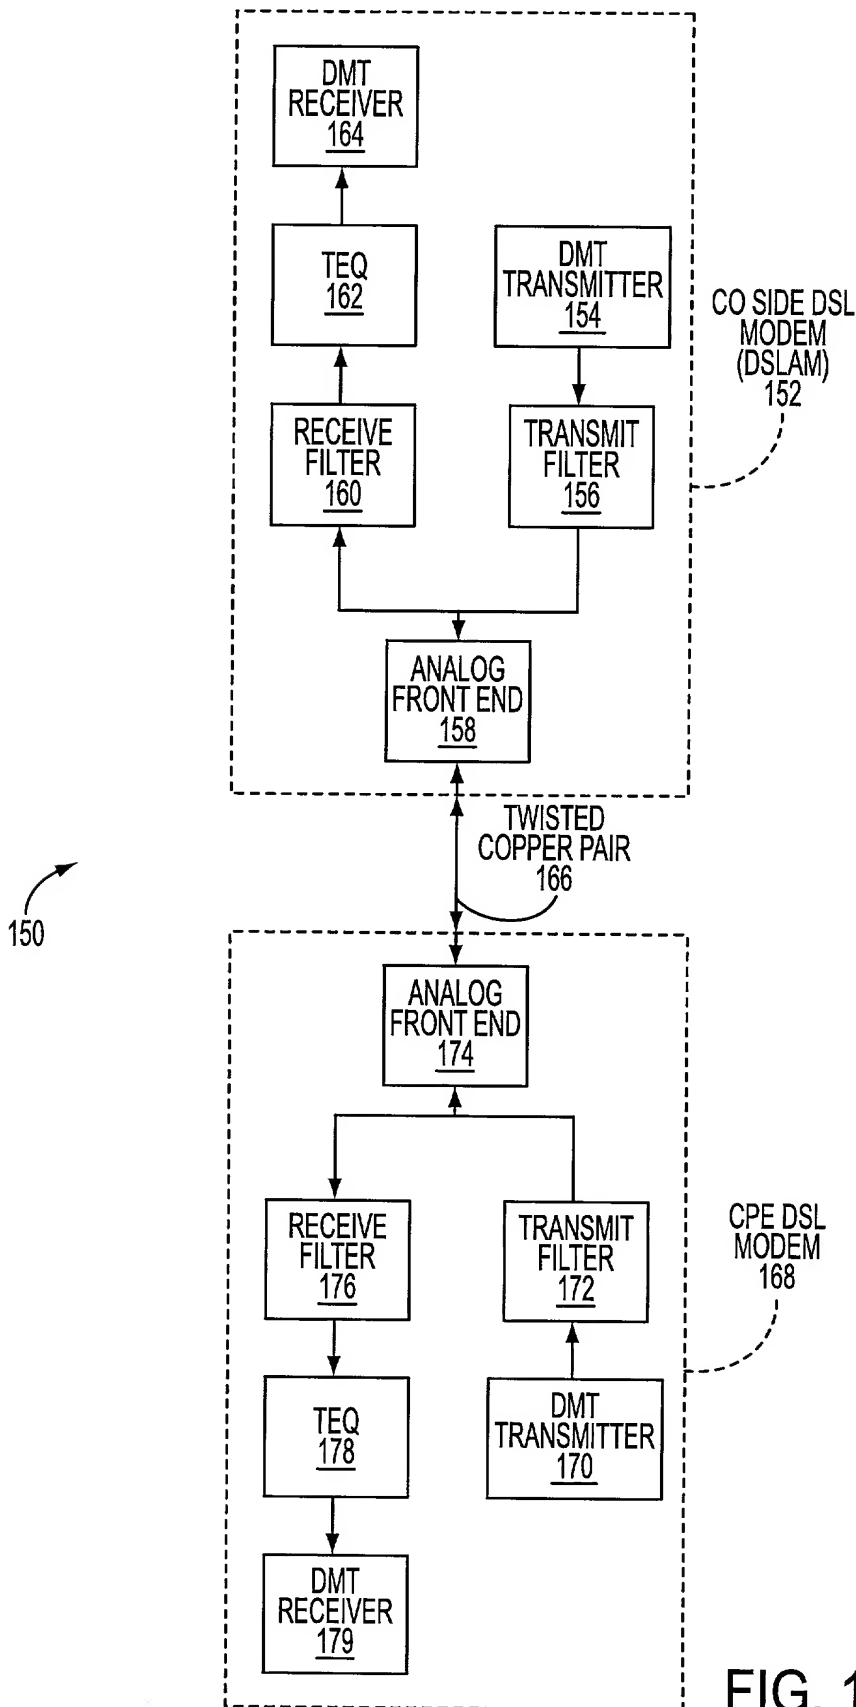 DMT
RECEIVER
164
TEQ
162
DMT
TRANSMITTER
154
CO SIDE DSL
MODEM
(DSLAM)
152
RECEIVE
FILTER
160
TRANSMIT
FILTER
156
ANALOG
FRONT END
158
TWISTED
COPPER PAIR
166
150
ANALOG
FRONT END
174
RECEIVE
FILTER
176
TRANSMIT
FILTER
172
CPE DSL
MODEM
168
TEQ
178
DMT
TRANSMITTER
170
DMT
RECEIVER
179
FIG. 1